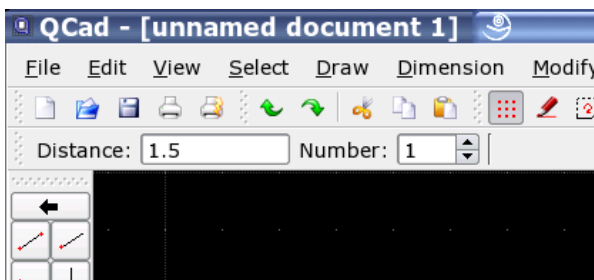 QCad - [unnamed document 1]
File Edit View Select Draw Dimension Modify
Distance: 1.5 Number: 1